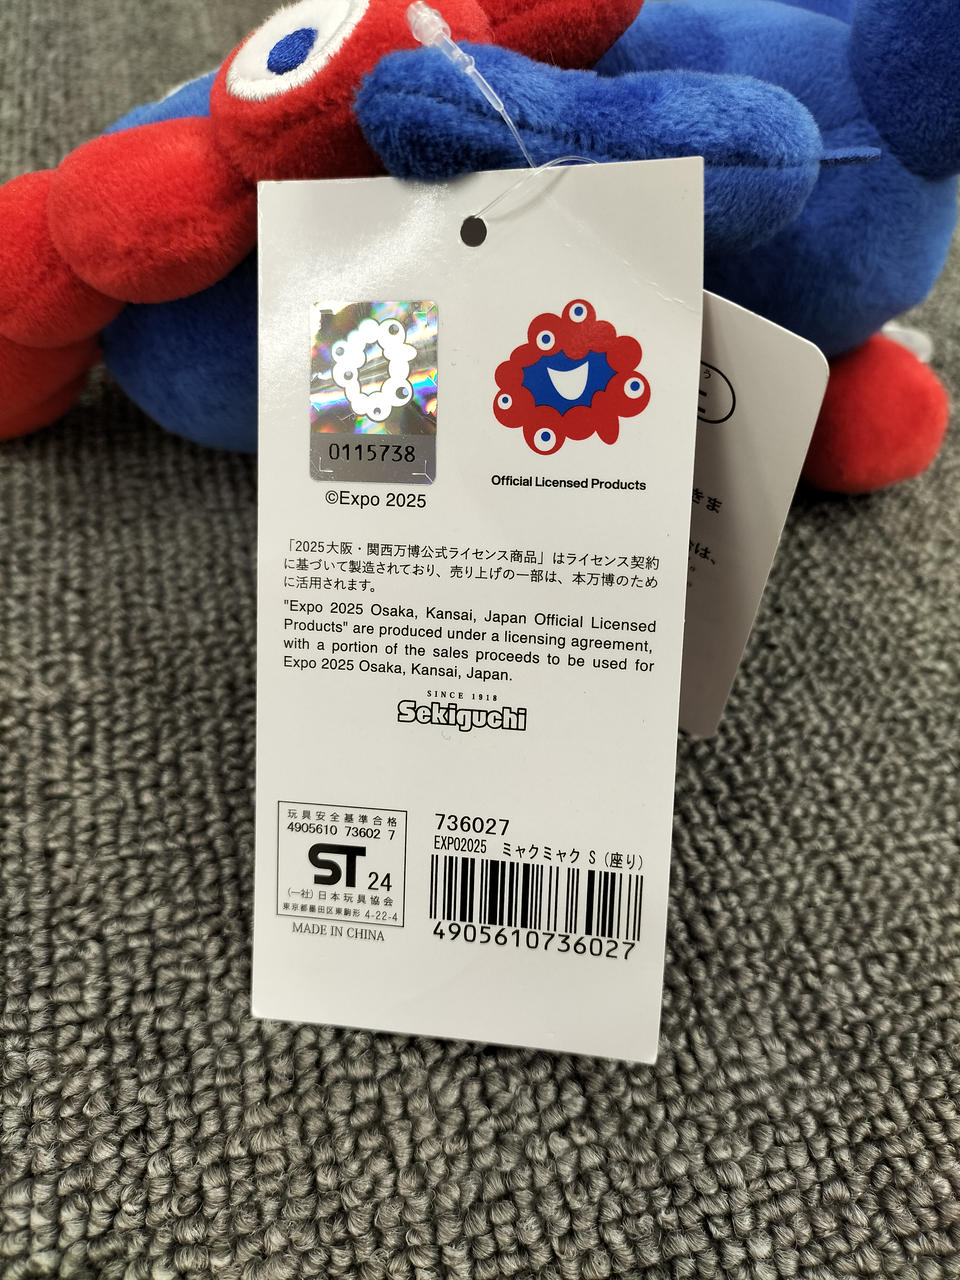 0115738
©Expo 2025
Official Licensed Products
「2025大阪・関西万博公式ライセンス商品」はライセンス契約
に基づいて製造されており、売り上げの一部は、本万博のため
に活用されます。
"Expo 2025 Osaka, Kansai, Japan Official Licensed
Products" are produced under a licensing agreement,
with a portion of the sales proceeds to be used for
Expo 2025 Osaka, Kansai, Japan.
SINCE 1918
Sekiguchi
玩具安全基準合格
4905610 73602 7
ST 24
(一社)日本玩具協会
東京都墨田区東駒形 4-22-4
MADE IN CHINA
736027
EXPO2025 ミャクミャク S (座り)
4905610736027
う
きま
は、